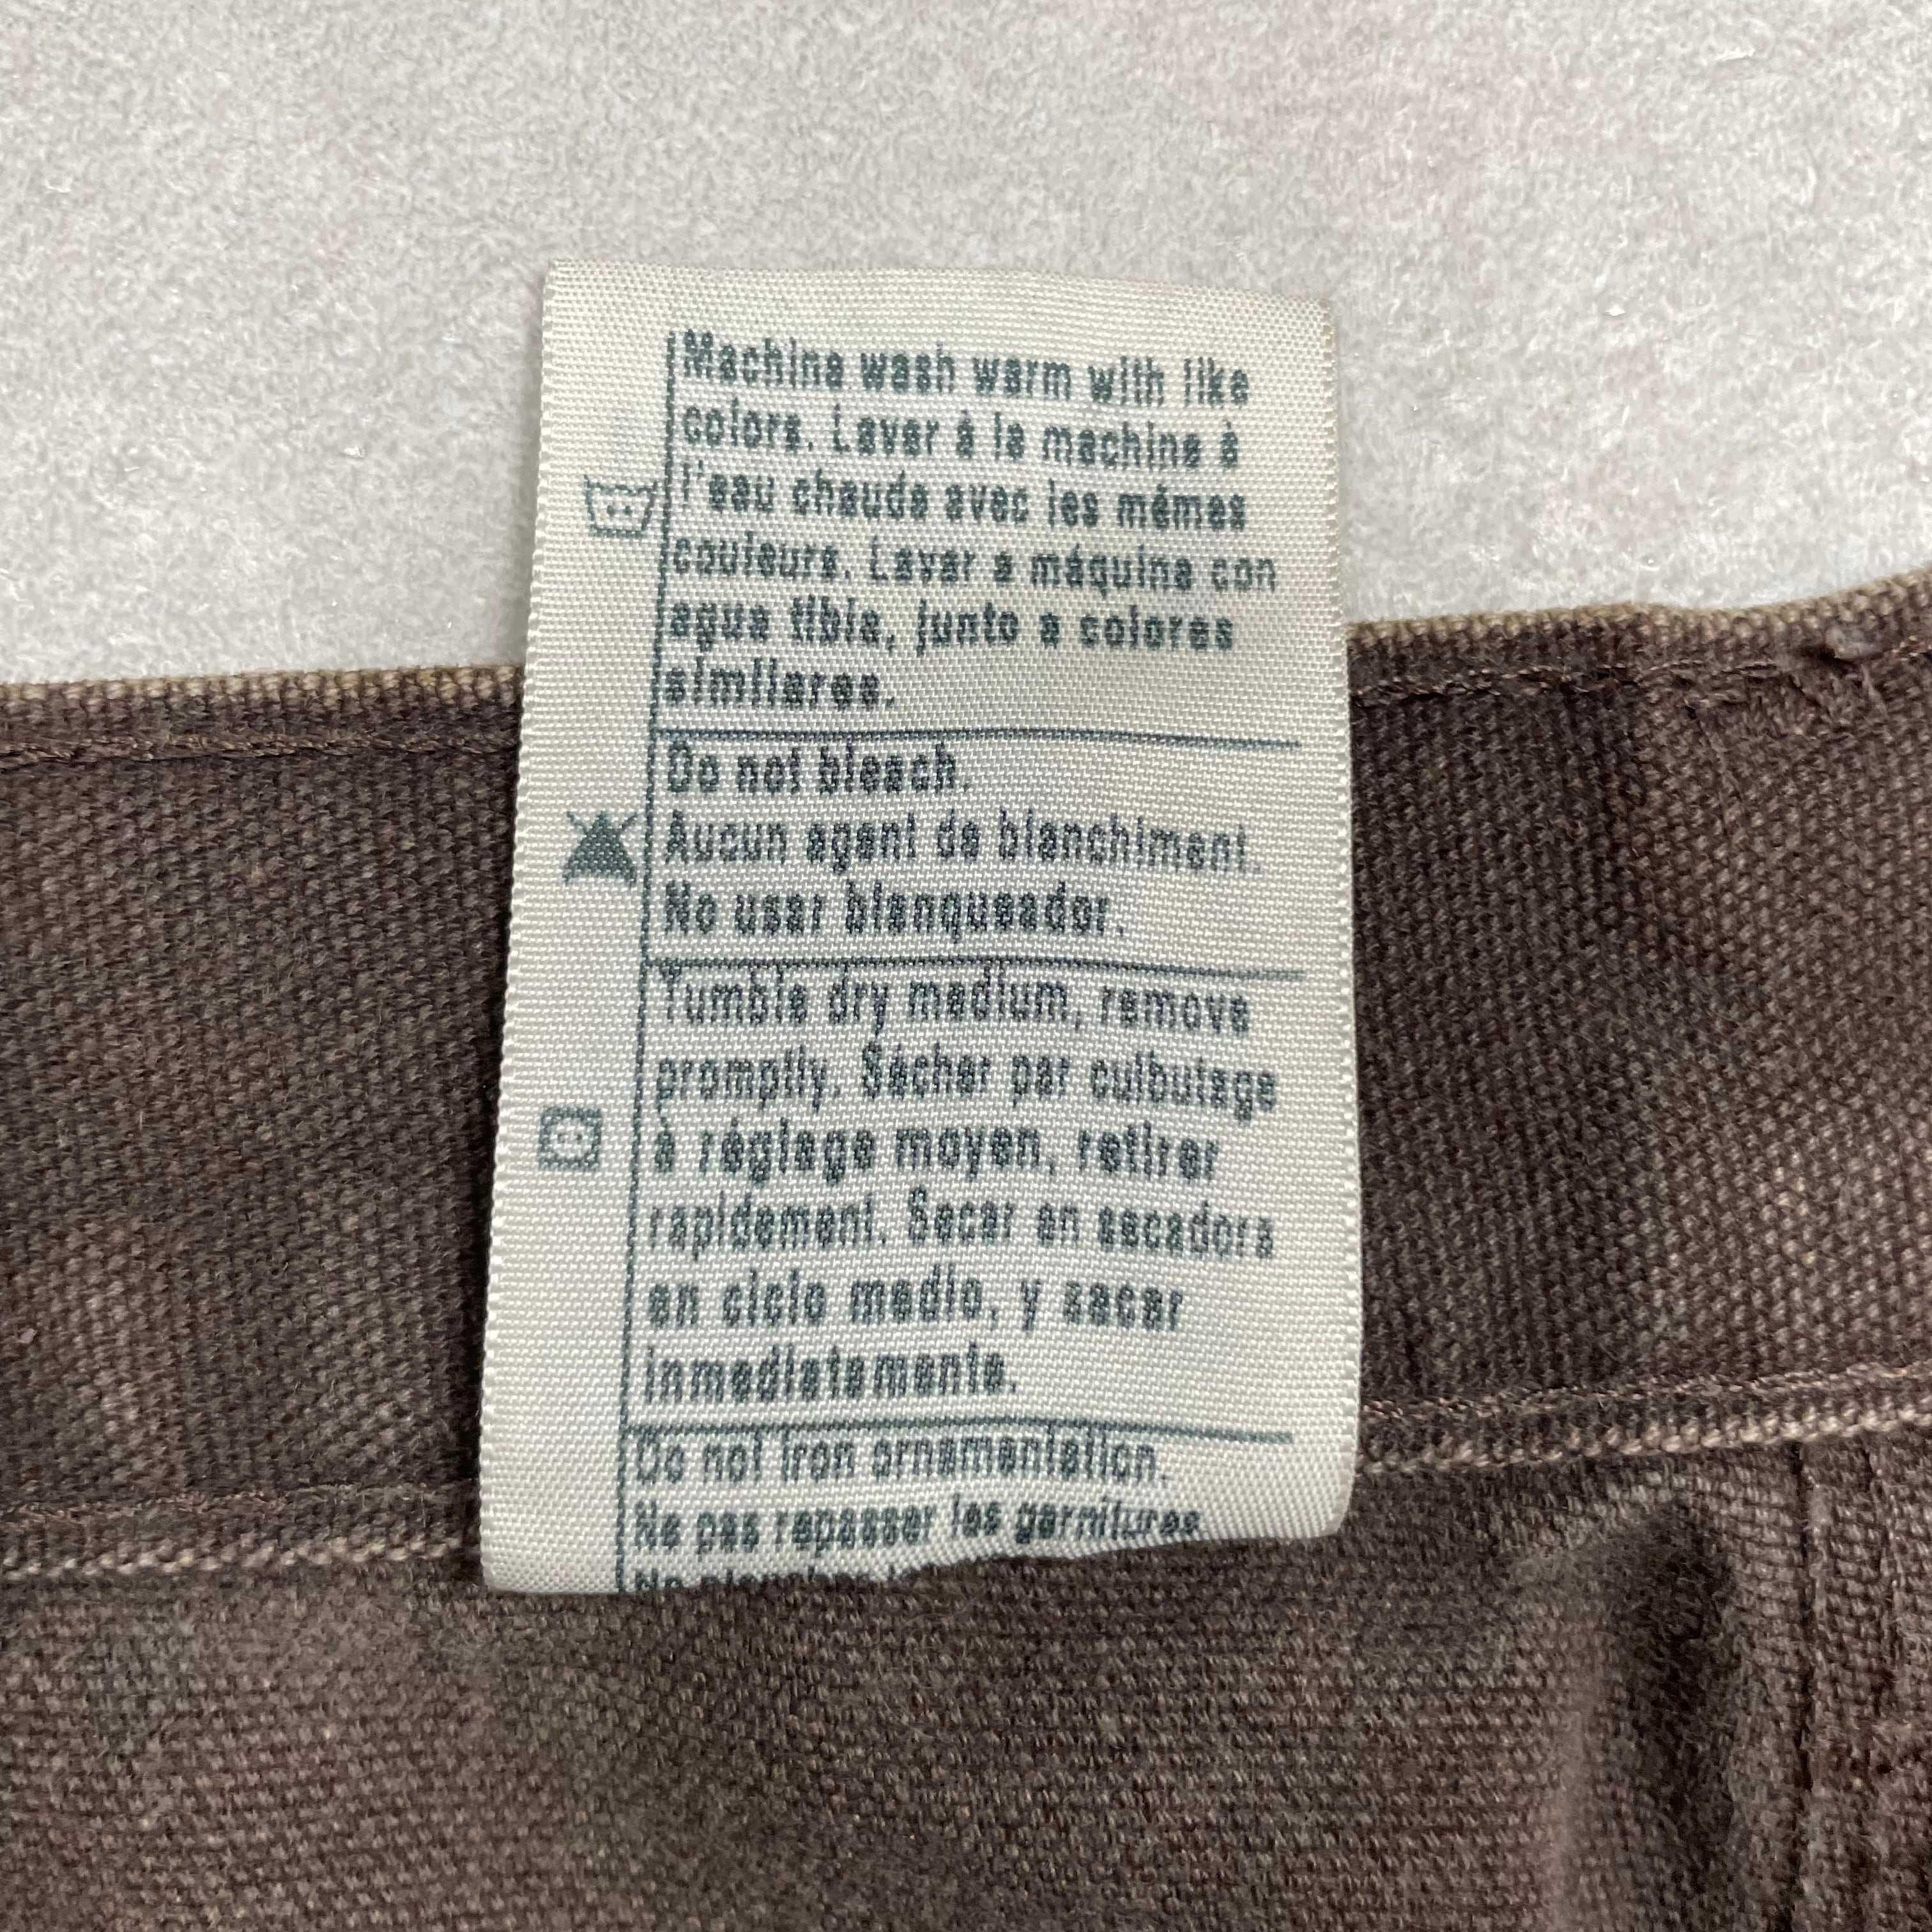 Machine wash warm with like
colors. Laver à la machine à
l'eau chaude avec les mémes
couleurs. Lavar a máquina con
agua tibia, junto a colores
similares.
Do not bleach.
Aucun agent de blanchiment.
No usar blanqueador.
Tumble dry medium, remove
promptly. Sécher par culbutage
à réglage moyen, retirer
rapidement. Secar en secadora
en ciclo medio, y sacar
inmediatamente.
Do not iron ornamentation.
Ne pas repasser les garnitures.
No